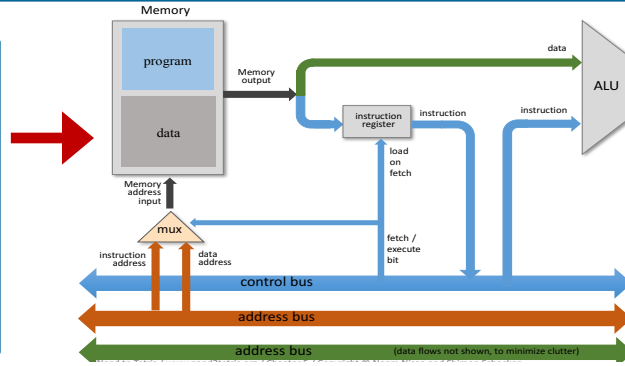 Memory
program
data
Memory
output
data
ALU
instruction
register
instruction
instruction
load
on
fetch
Memory
address
input
mux
instruction
address
data
address
fetch /
execute
bit
control bus
address bus
address bus
(data flows not shown, to minimize clutter)